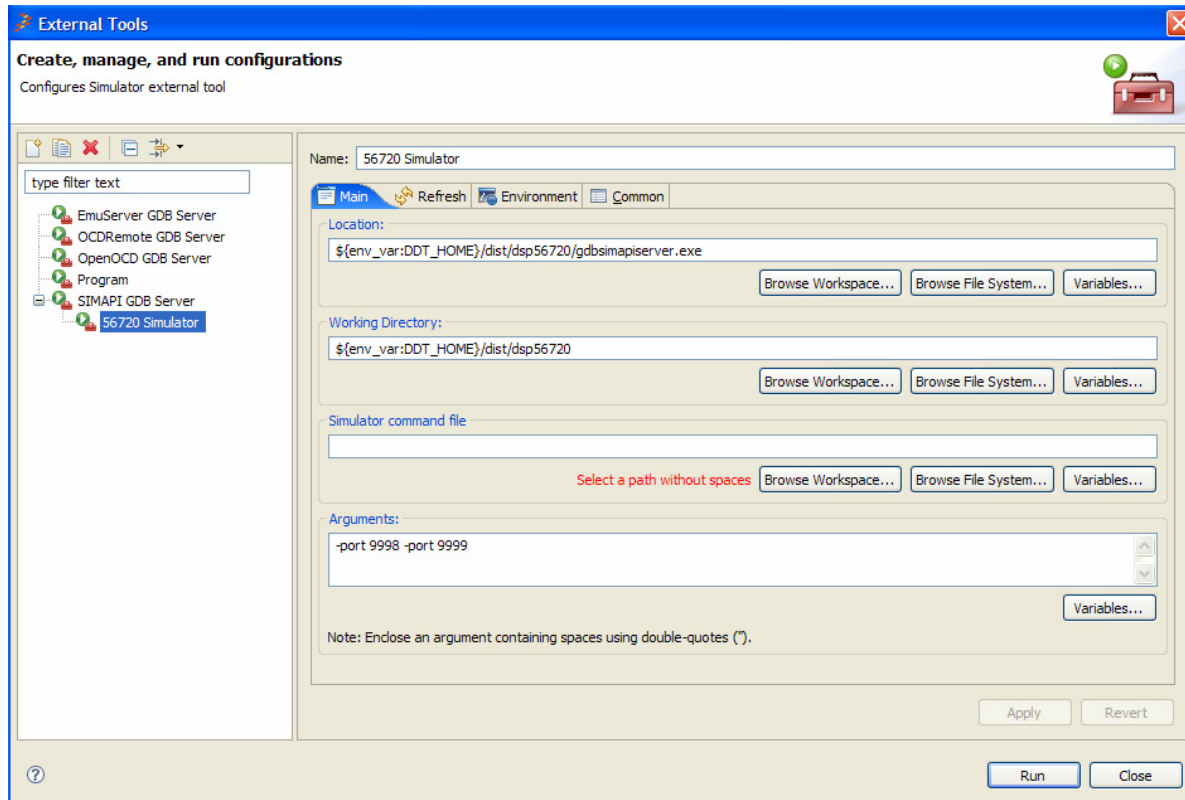 External Tools
Create, manage, and run configurations
Configures Simulator external tool
type filter text
EmuServer GDB Server
OCDRemote GDB Server
OpenOCD GDB Server
Program
SIMAPI GDB Server
56720 Simulator
Name: 56720 Simulator
Main Refresh Environment Common
Location:
${env_var:DDT_HOME}/dist/dsp56720/gdbsimapiserver.exe
Browse Workspace... Browse File System... Variables...
Working Directory:
${env_var:DDT_HOME}/dist/dsp56720
Browse Workspace... Browse File System... Variables...
Simulator command file
Select a path without spaces Browse Workspace... Browse File System... Variables...
Arguments:
-port 9998 -port 9999
Variables...
Note: Enclose an argument containing spaces using double-quotes (").
Apply Revert
? Run Close